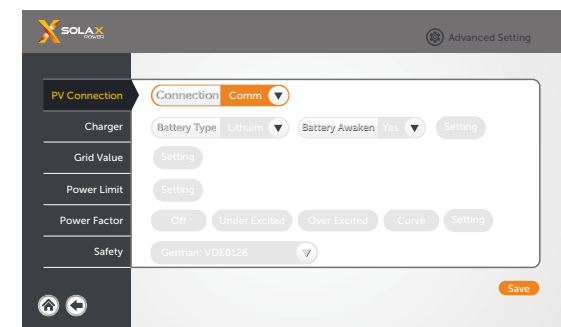 SOLAX
POWER
Advanced Setting
PV Connection
Connection Comm
Charger
Battery Type Lithuim Battery Awaken Yes Setting
Grid Value
Setting
Power Limit
Setting
Power Factor
Off Under Excited Over Excited Curve Setting
Safety
German: VDE0126
Save